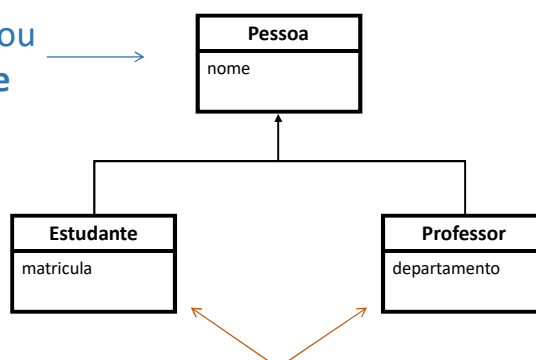 ou
e
Pessoa
nome
Estudante
matricula
Professor
departamento